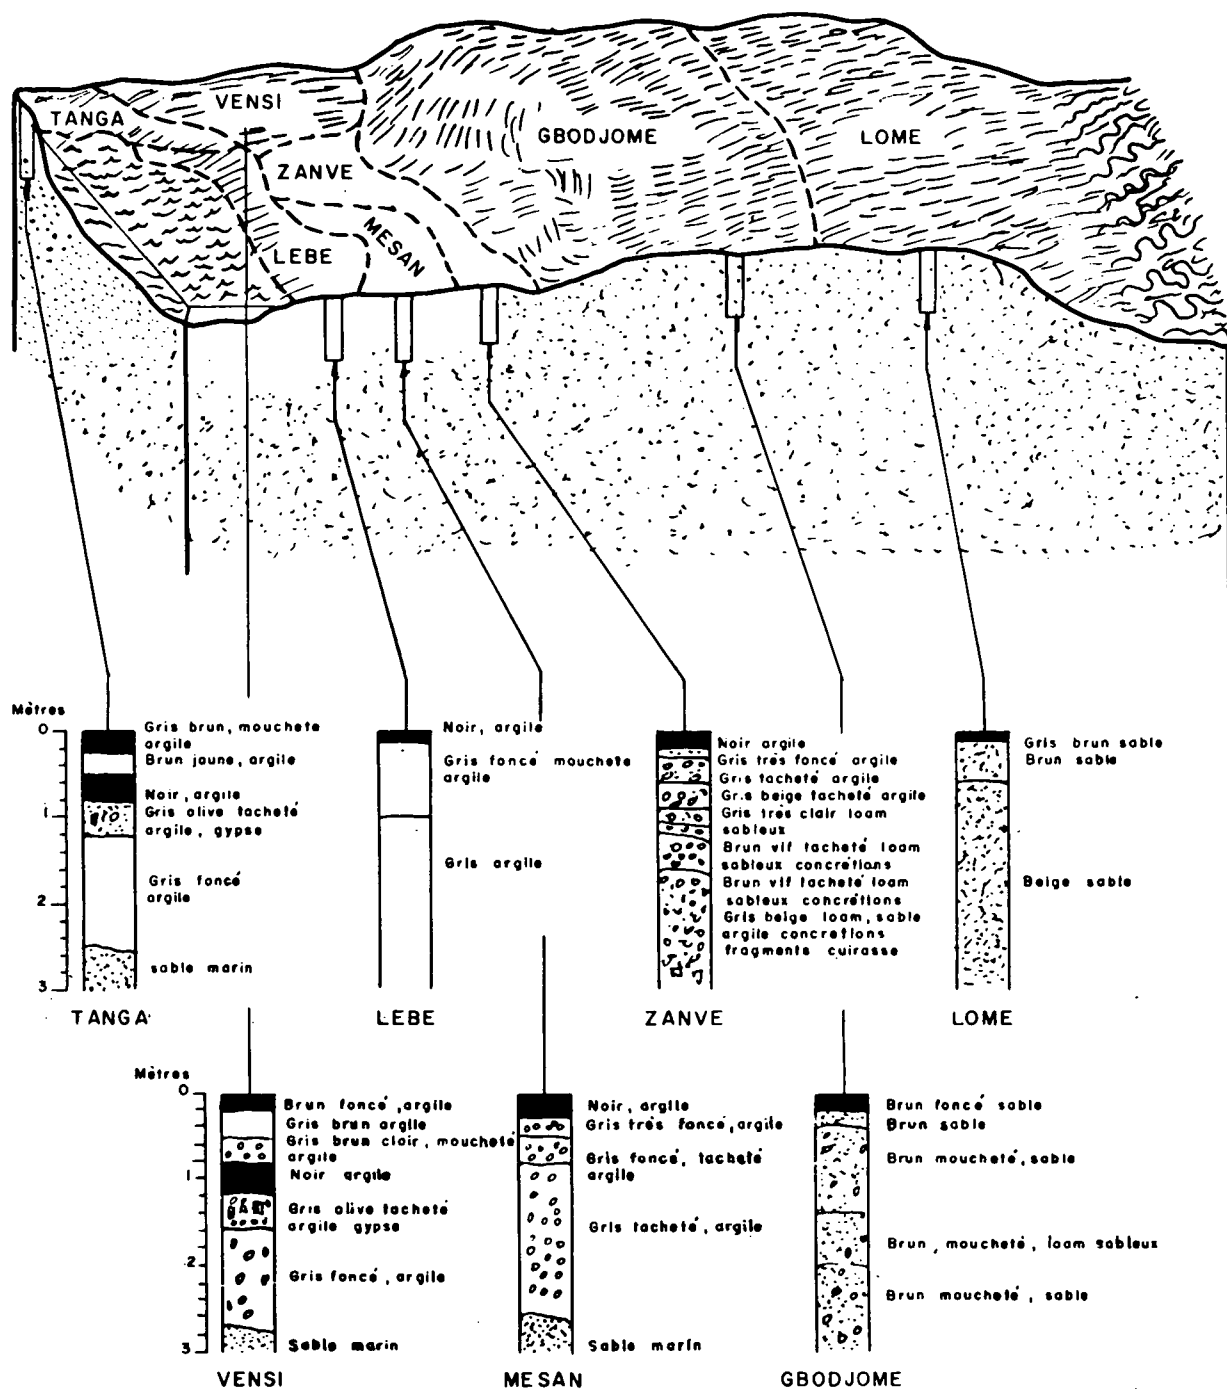 VENSI
TANGA
GBODJOME
LOME
ZANVE
MESAN
LEBE
Mètres
0
1
2
3
Gris brun, moucheté
argile
Brun jaune, argile
Noir, argile
Gris olive tacheté
argile, gypse
Gris foncé
argile
sable marin
TANGA
Noir, argile
Gris foncé moucheté
argile
Gris argile
LEBE
Noir argile
Gris très foncé argile
Gris tacheté argile
Gris beige tacheté argile
Gris très clair loam
sableux
Brun vif tacheté loam
sableux concrétions
Brun vif tacheté loam
sableux concrétions
Gris beige loam, sable
argile concrétions
fragments cuirasse
ZANVE
Gris brun sable
Brun sable
Beige sable
LOME
Mètres
0
1
2
3
Brun foncé, argile
Gris brun argile
Gris brun clair, moucheté
argile
Noir argile
Gris olive tacheté
argile gypse
Gris foncé, argile
Sable marin
VENSI
Noir, argile
Gris très foncé, argile
Gris foncé, tacheté
argile
Gris tacheté, argile
Sable marin
MESAN
Brun foncé sable
Brun sable
Brun moucheté, sable
Brun, moucheté, loam sableux
Brun moucheté, sable
GBODJOME